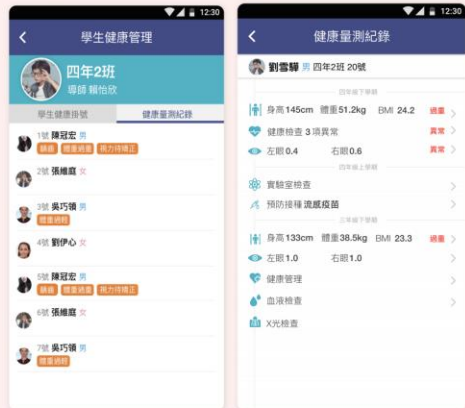 12:30
學生健康管理
四年2班
導師 賴怡欣
學生健康掛號 健康量測紀錄
1號 陳冠宏 男
齲齒 體重過重 視力待矯正
2號 張維庭 女
3號 吳巧頎 男
體重過輕
4號 劉伊心 女
5號 陳冠宏 男
齲齒 體重過重 視力待矯正
6號 張維庭 女
7號 吳巧頎 男
體重過輕
12:30
健康量測紀錄
劉雪驊 男 四年2班 20號
四年級下學期
身高145cm 體重51.2kg BMI 24.2 過重
健康檢查 3項異常 異常
左眼0.4 右眼0.6 異常
四年級上學期
實驗室檢查
預防接種 流感疫苗
三年級下學期
身高133cm 體重38.5kg BMI 23.3 過重
左眼1.0 右眼1.0
健康管理
血液檢查
X光檢查